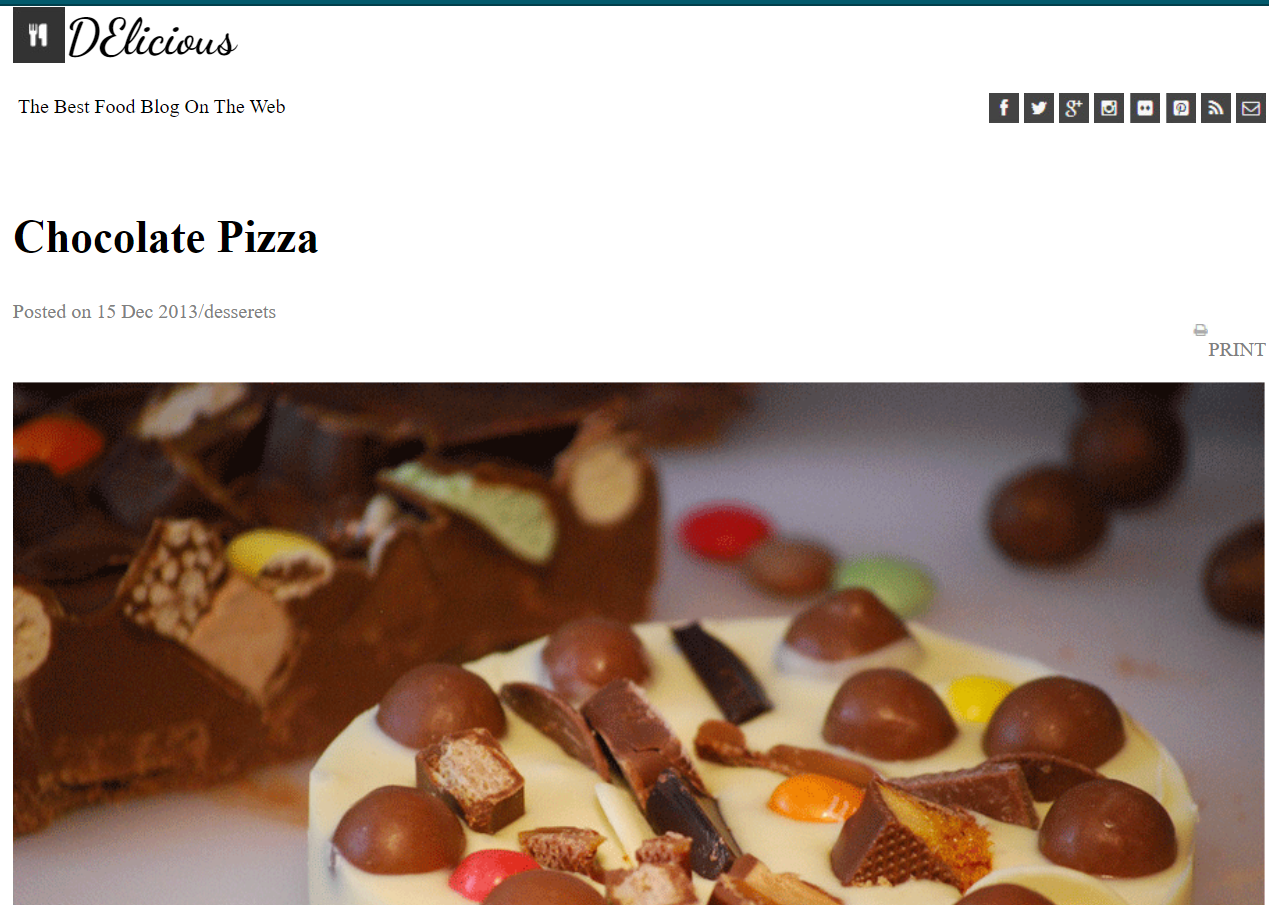 DElicious
The Best Food Blog On The Web
Chocolate Pizza
Posted on 15 Dec 2013/desserets
PRINT